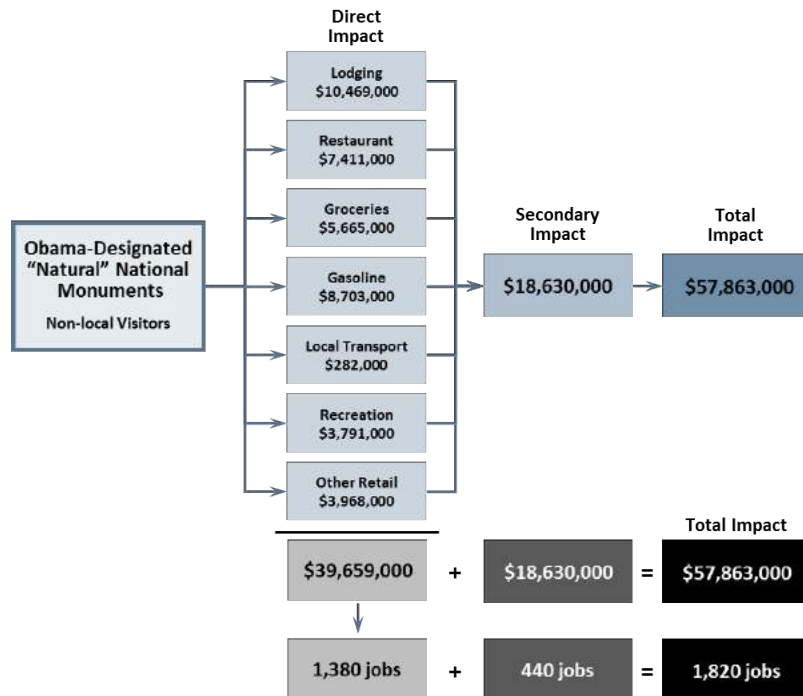 Direct
Impact
Lodging
$10,469,000
Restaurant
$7,411,000
Groceries
$5,665,000
Obama-Designated
“Natural” National
Monuments
Non-local Visitors
Gasoline
$8,703,000
Secondary
Impact
$18,630,000
Total
Impact
$57,863,000
Local Transport
$282,000
Recreation
$3,791,000
Other Retail
$3,968,000
Total Impact
$39,659,000 + $18,630,000 = $57,863,000
1,380 jobs + 440 jobs = 1,820 jobs